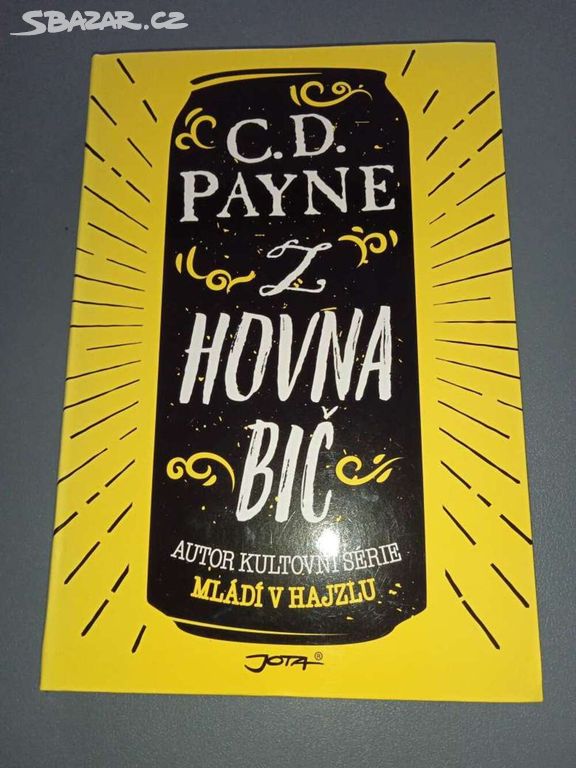 SBAZAR.CZ
C.D.
PAYNE
Z
HOVNA
BIČ
AUTOR KULTOVNÍ SÉRIE
MLÁDÍ V HAJZLU
JOTA®